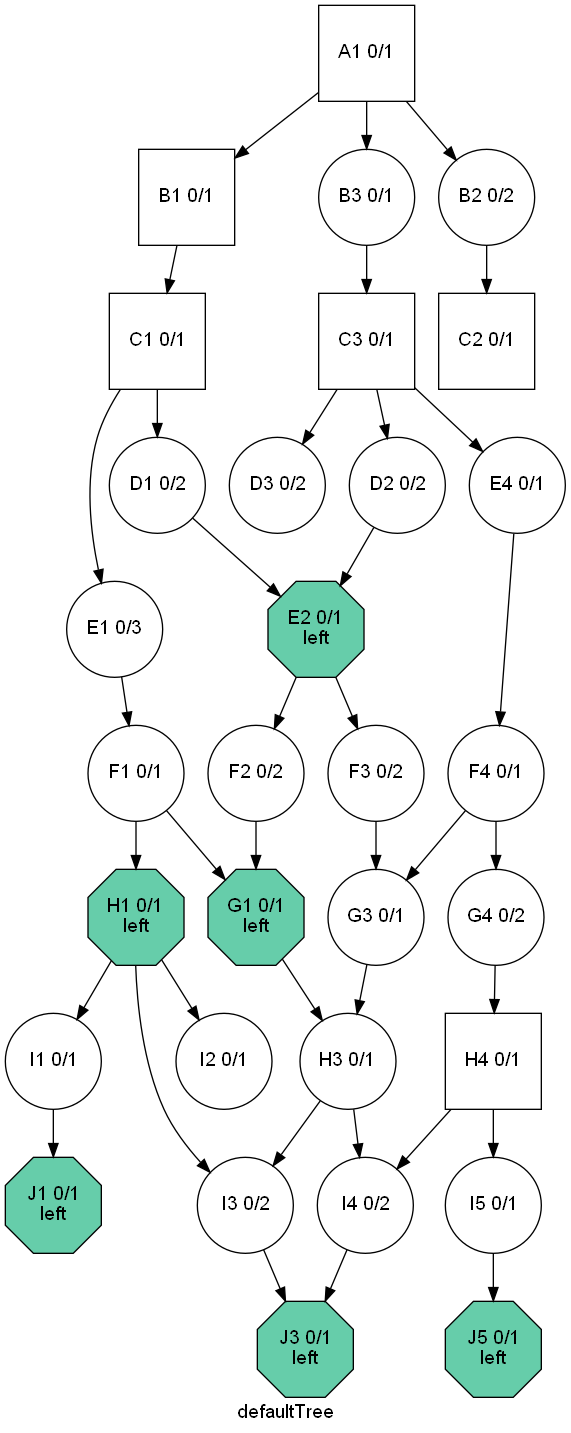 A1 0/1
B1 0/1
B3 0/1
B2 0/2
C1 0/1
C3 0/1
C2 0/1
D1 0/2
D3 0/2
D2 0/2
E4 0/1
E1 0/3
E2 0/1
left
F1 0/1
F2 0/2
F3 0/2
F4 0/1
H1 0/1
left
G1 0/1
left
G3 0/1
G4 0/2
I1 0/1
I2 0/1
H3 0/1
H4 0/1
J1 0/1
left
I3 0/2
I4 0/2
I5 0/1
J3 0/1
left
J5 0/1
left
defaultTree